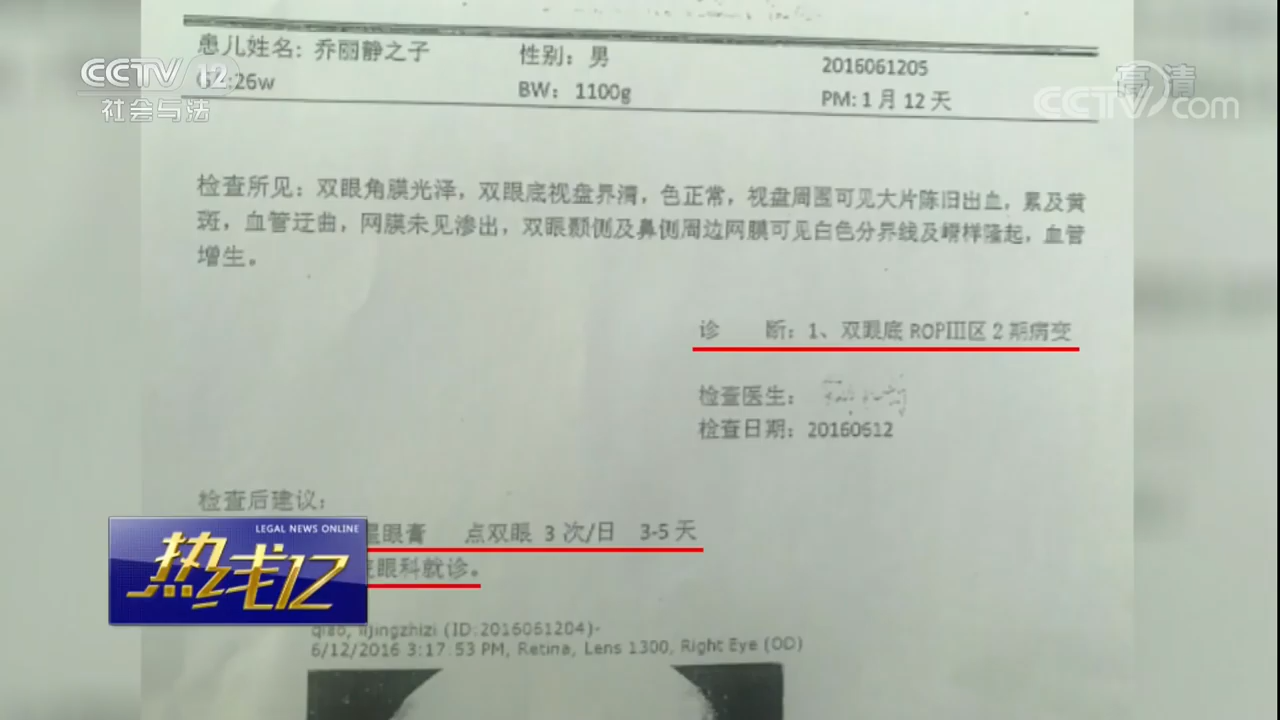 患儿姓名: 乔丽静之子 性别: 男 2016061205
CCTV 12 高清
:26w BW: 1100g PM: 1月12天
社会与法 CCTV.com
检查所见: 双眼角膜光泽, 双眼底视盘界清, 色正常, 视盘周围可见大片陈旧出血, 累及黄
斑, 血管迂曲, 网膜未见渗出, 双眼颞侧及鼻侧周边网膜可见白色分界线及嵴样隆起, 血管
增生。
诊 断: 1、双眼底 ROPⅢ区 2 期病变
检查医生:
检查日期: 20160612
检查后建议:
眼膏 点双眼 3 次/日 3-5 天
LEGAL NEWS ONLINE
热线12
眼科就诊。
qiao, lijingzhizi (ID:2016061204)-
6/12/2016 3:17:53 PM, Retina, Lens 1300, Right Eye (OD)